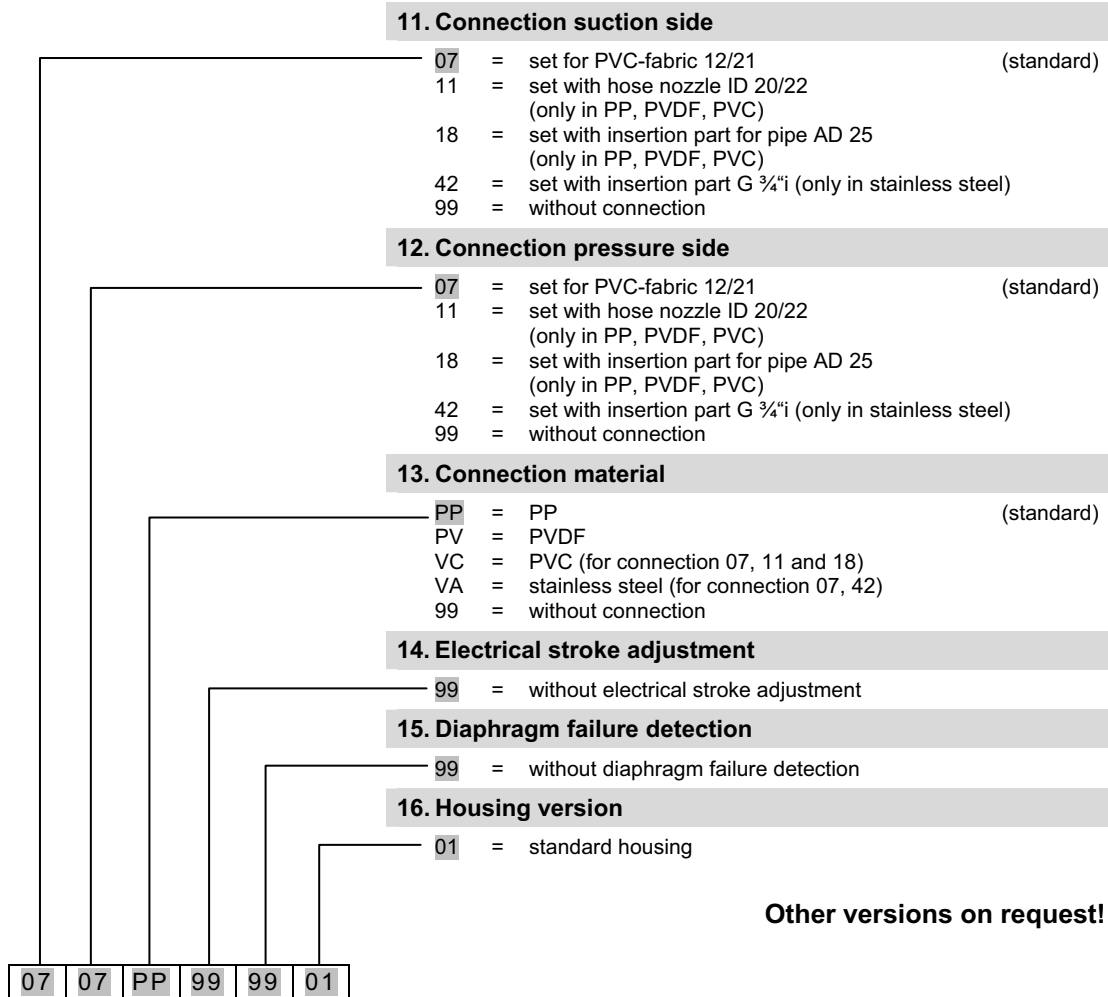 11. Connection suction side
07 = set for PVC-fabric 12/21 (standard)
11 = set with hose nozzle ID 20/22
(only in PP, PVDF, PVC)
18 = set with insertion part for pipe AD 25
(only in PP, PVDF, PVC)
42 = set with insertion part G ¾“i (only in stainless steel)
99 = without connection
12. Connection pressure side
07 = set for PVC-fabric 12/21 (standard)
11 = set with hose nozzle ID 20/22
(only in PP, PVDF, PVC)
18 = set with insertion part for pipe AD 25
(only in PP, PVDF, PVC)
42 = set with insertion part G ¾“i (only in stainless steel)
99 = without connection
13. Connection material
PP = PP (standard)
PV = PVDF
VC = PVC (for connection 07, 11 and 18)
VA = stainless steel (for connection 07, 42)
99 = without connection
14. Electrical stroke adjustment
99 = without electrical stroke adjustment
15. Diaphragm failure detection
99 = without diaphragm failure detection
16. Housing version
01 = standard housing
Other versions on request!
07 07 PP 99 99 01